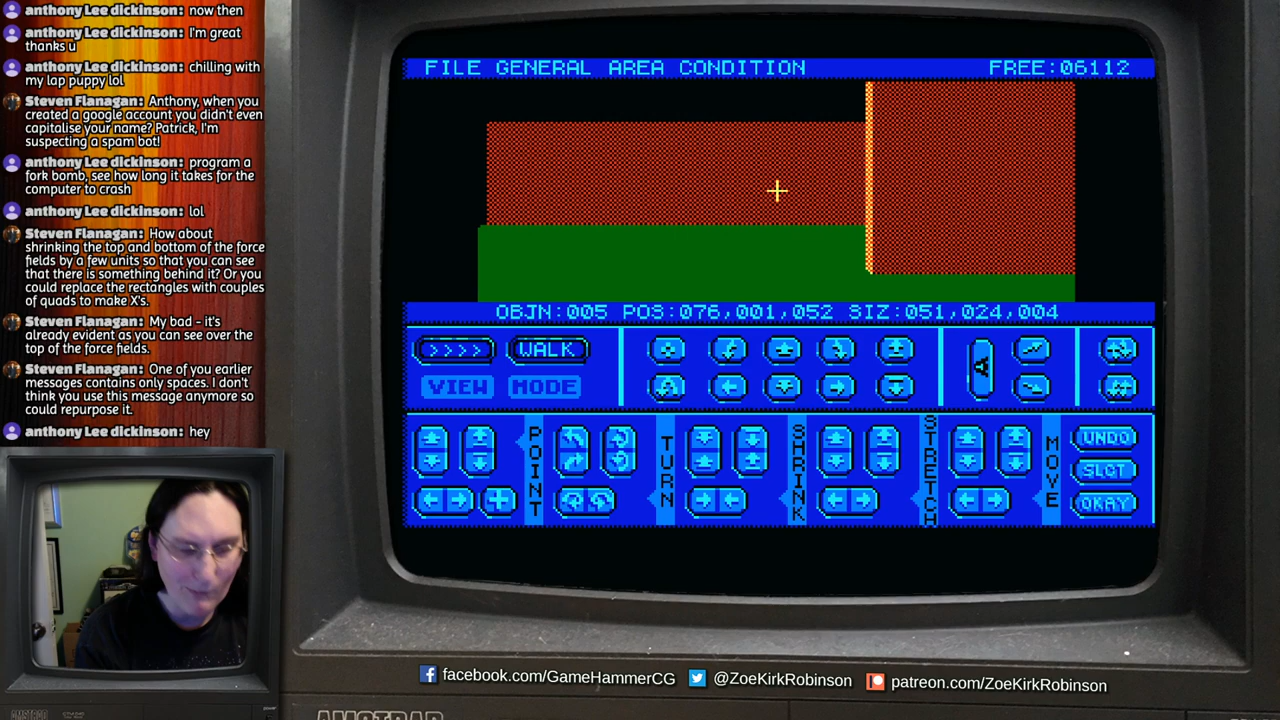 anthony Lee dickinson: now then
anthony Lee dickinson: I'm great
thanks u
anthony Lee dickinson: chilling with
my lap puppy lol
Steven Flanagan: Anthony, when you
created a google account you didn't even
capitalise your name? Patrick, I'm
suspecting a spam bot!
anthony Lee dickinson: program a
fork bomb, see how long it takes for the
computer to crash
anthony Lee dickinson: lol
Steven Flanagan: How about
shrinking the top and bottom of the force
fields by a few units so that you can see
that there is something behind it? Or you
could replace the rectangles with couples
of quads to make X's.
Steven Flanagan: My bad - it's
already evident as you can see over the
top of the force fields.
Steven Flanagan: One of you earlier
messages contains only spaces. I don't
think you use this message anymore so
could repurpose it.
anthony Lee dickinson: hey
FILE GENERAL AREA CONDITION FREE:06112
OBJN:005 POS:076,001,052 SIZ:051,024,004
>>>> WALK
VIEW MODE
A
POINT
TURN
SHRINK
STRETCH
MOVE
UNDO
SLCT
OKAY
facebook.com/GameHammerCG @ZoeKirkRobinson patreon.com/ZoeKirkRobinson
AMSTRAD